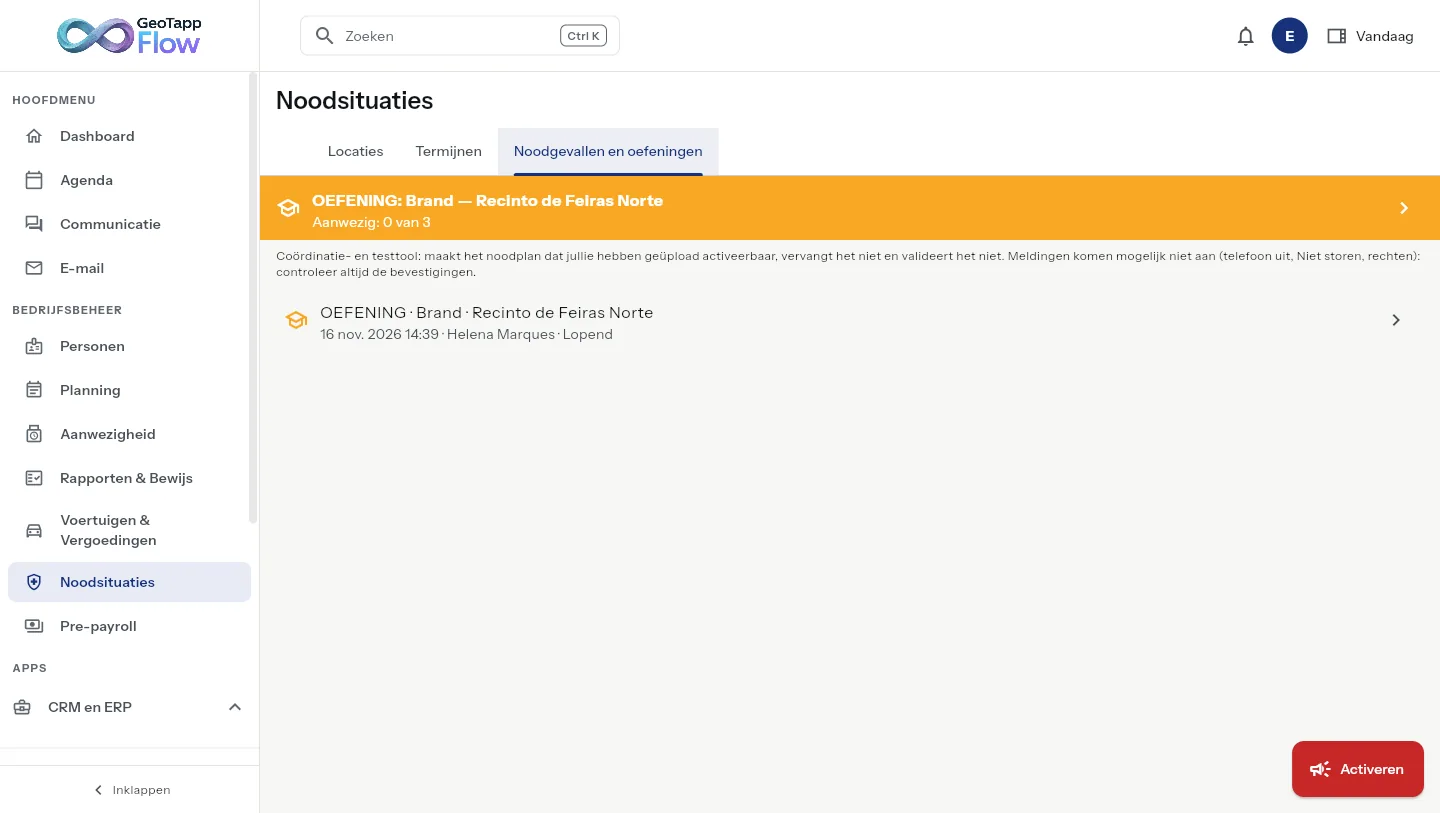 GeoTapp
Flow
Zoeken
Ctrl K
E
Vandaag
HOOFDMENU
Dashboard
Agenda
Communicatie
E-mail
BEDRIJFSBEHEER
Personen
Planning
Aanwezigheid
Rapporten & Bewijs
Voertuigen &
Vergoedingen
Noodsituaties
Pre-payroll
APPS
CRM en ERP
Inklappen
Noodsituaties
Locaties
Termijnen
Noodgevallen en oefeningen
OEFENING: Brand — Recinto de Feiras Norte
Aanwezig: 0 van 3
Coördinatie- en testtool: maakt het noodplan dat jullie hebben geüpload activeerbaar, vervangt het niet en valideert het niet. Meldingen komen mogelijk niet aan (telefoon uit, Niet storen, rechten):
controleer altijd de bevestigingen.
OEFENING · Brand · Recinto de Feiras Norte
16 nov. 2026 14:39 · Helena Marques · Lopend
Activeren